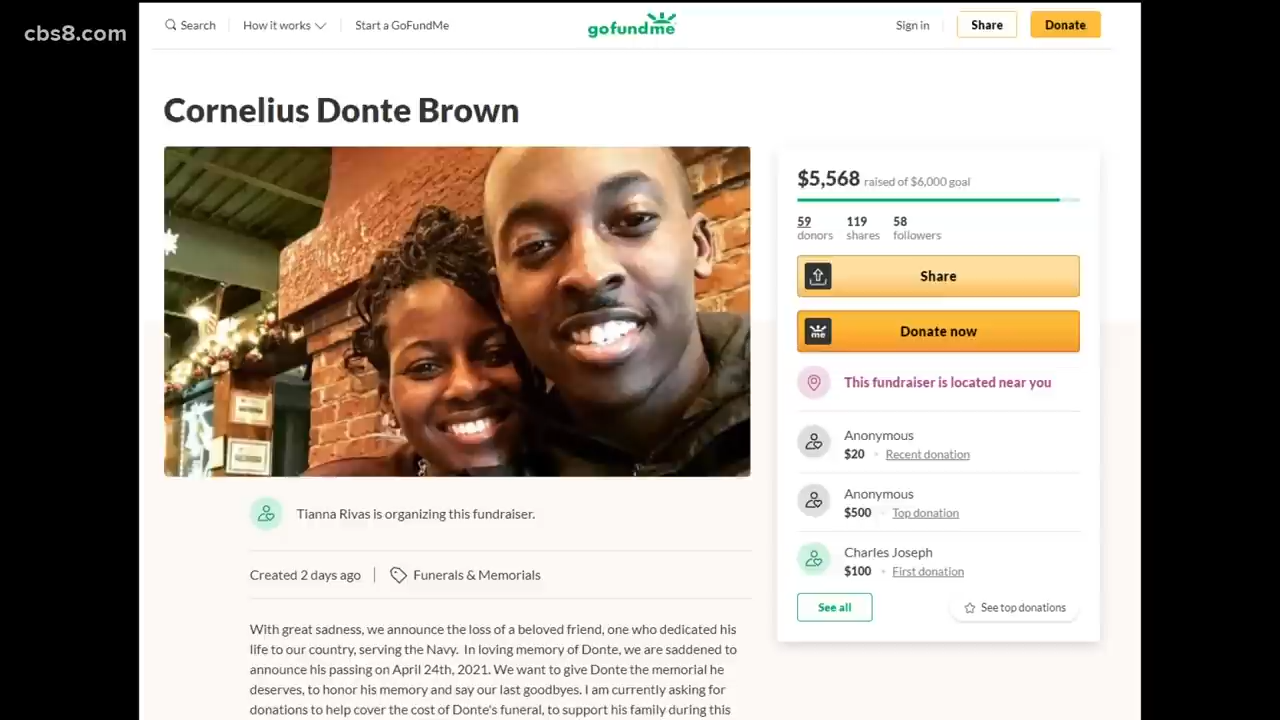 cbs8.com
Search
How it works
Start a GoFundMe
gofundme
Sign in
Share
Donate
Cornelius Donte Brown
$5,568 raised of $6,000 goal
59 119 58
donors shares followers
Share
me
Donate now
This fundraiser is located near you
Anonymous
$20 • Recent donation
Anonymous
$500 • Top donation
Charles Joseph
$100 • First donation
See all
See top donations
Tianna Rivas is organizing this fundraiser.
Created 2 days ago
Funerals & Memorials
With great sadness, we announce the loss of a beloved friend, one who dedicated his
life to our country, serving the Navy. In loving memory of Donte, we are saddened to
announce his passing on April 24th, 2021. We want to give Donte the memorial he
deserves, to honor his memory and say our last goodbyes. I am currently asking for
donations to help cover the cost of Donte's funeral, to support his family during this